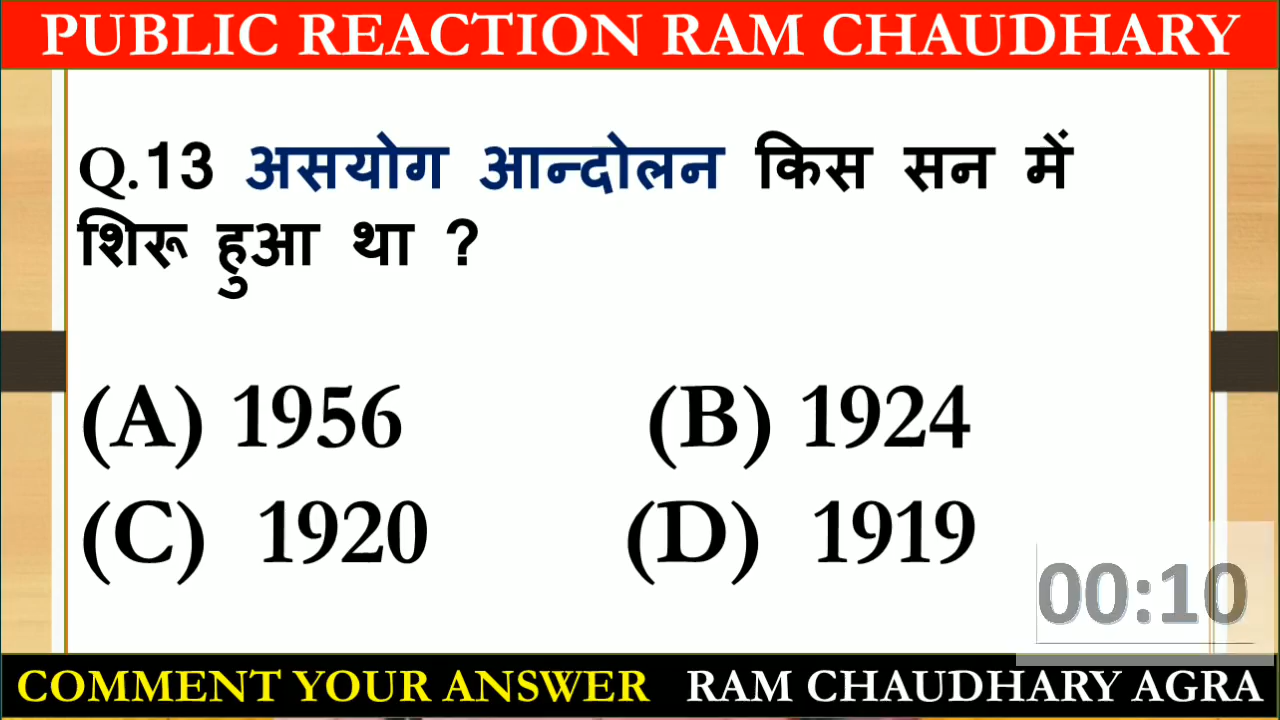 PUBLIC REACTION RAM CHAUDHARY
Q.13 असयोग आन्दोलन किस सन में
शिरू हुआ था ?
(A) 1956 (B) 1924
(C) 1920 (D) 1919
00:10
COMMENT YOUR ANSWER RAM CHAUDHARY AGRA